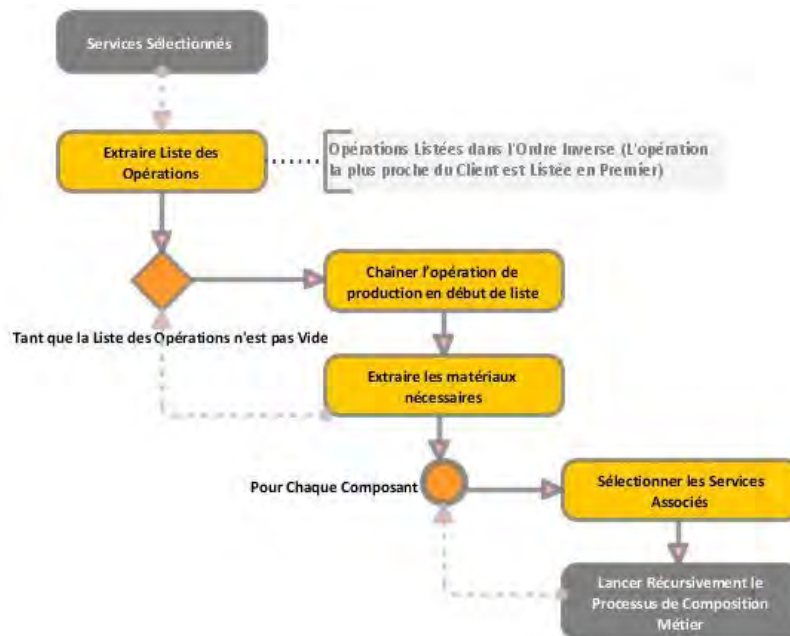 Services Sélectionnés
Extraire Liste des
Opérations
Opérations Listées dans l'Ordre Inverse (L'opération
la plus proche du Client est Listée en Premier)
Chaîner l'opération de
production en début de liste
Tant que la Liste des Opérations n'est pas Vide
Extraire les matériaux
nécessaires
Pour Chaque Composant
Sélectionner les Services
Associés
Lancer Récursivement le
Processus de Composition
Métier